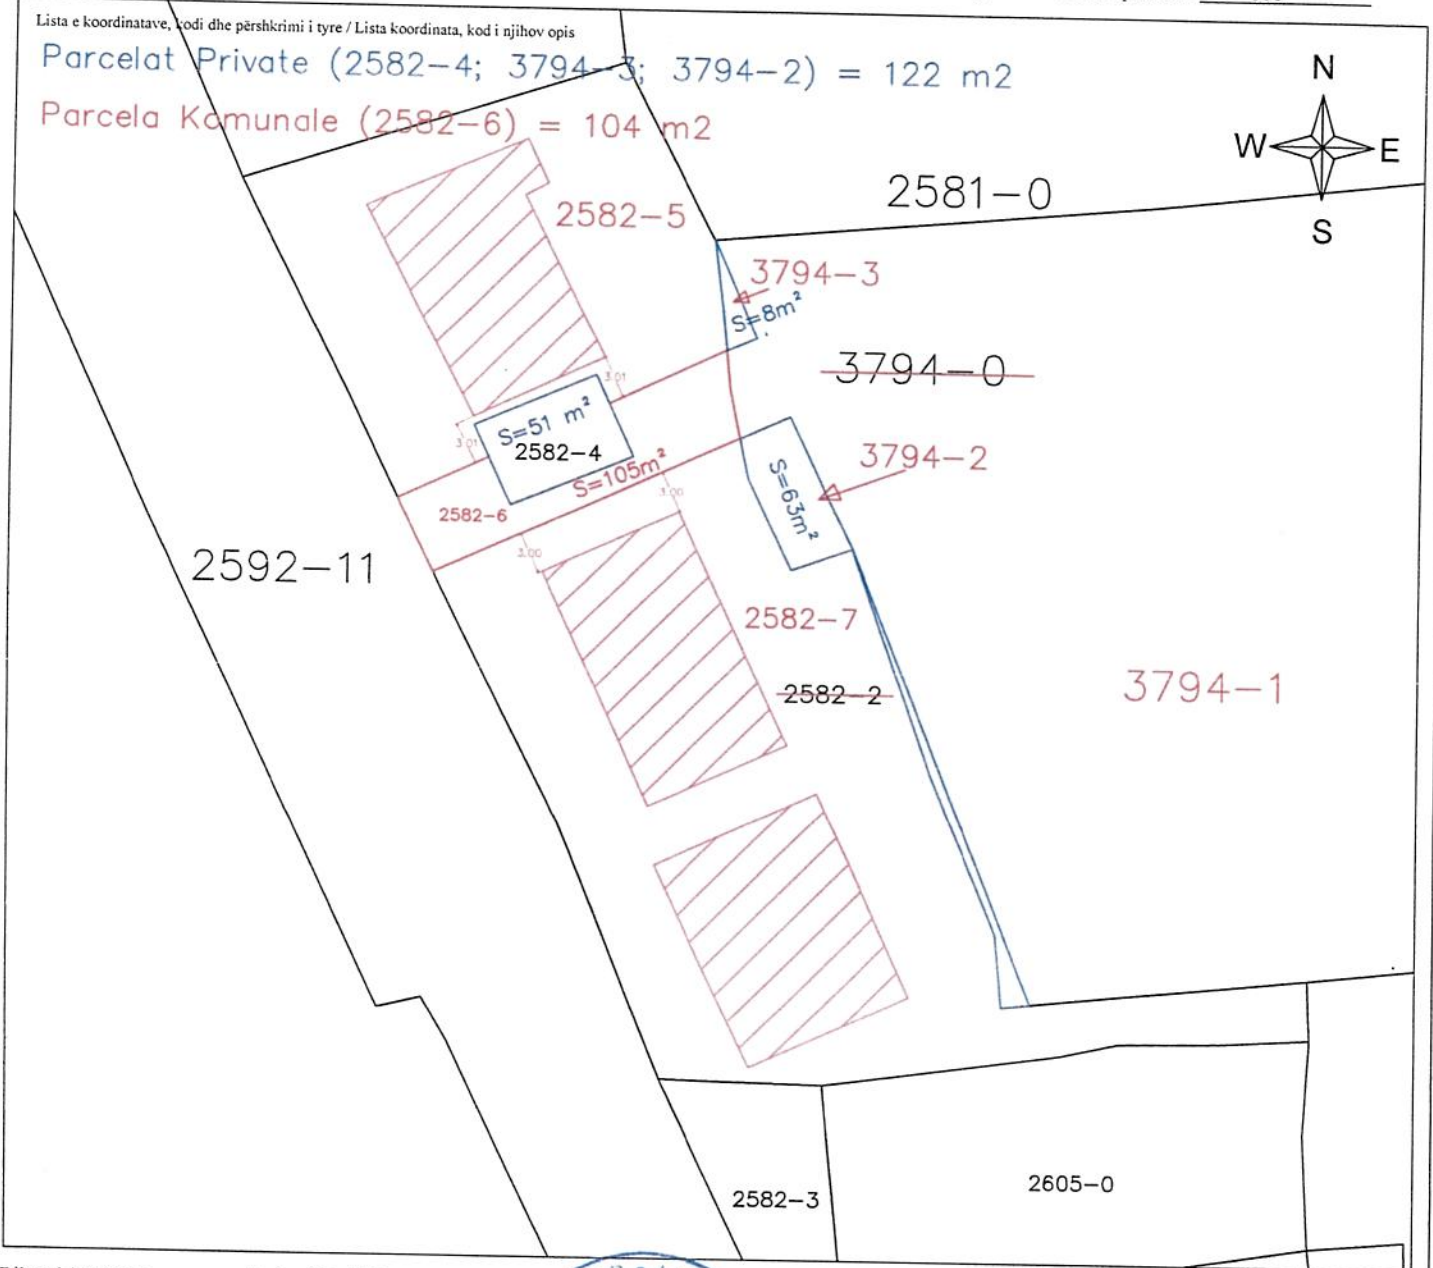 Lista e koordinatave, kodi dhe përshkrimi i tyre / Lista koordinata, kod i njihov opis
Parcelat Private (2582-4; 3794-3; 3794-2) = 122 m2
Parcela Komunale (2582-6) = 104 m2
N
W E
S
2581-0
2582-5
3794-3
S=8m²
3794-0
3.01
S=51 m²
2582-4
3.01
3794-2
S=105m²
S=63m²
3.00
2582-6
3.00
2592-11
2582-7
2582-2
3794-1
2582-3
2605-0